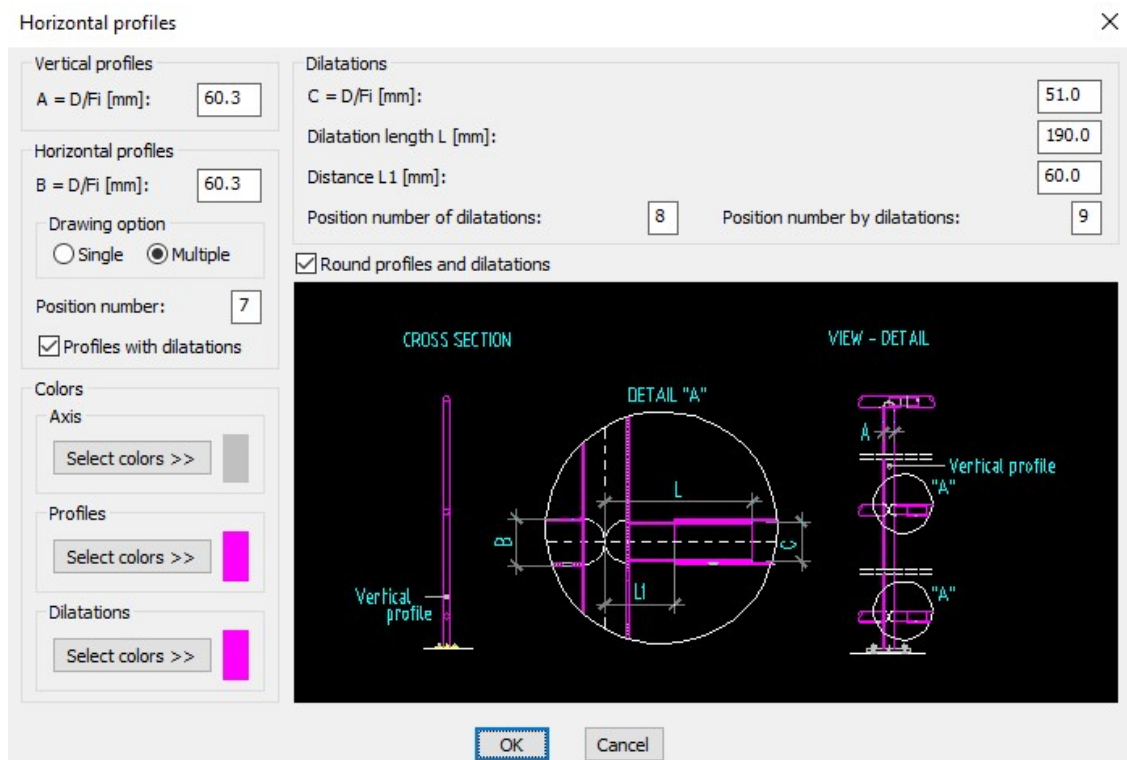 Horizontal profiles
Vertical profiles
A = D/Fi [mm]: 60.3
Horizontal profiles
B = D/Fi [mm]: 60.3
Drawing option
Single Multiple
Position number: 7
Profiles with dilatations
Colors
Axis
Select colors >>
Profiles
Select colors >>
Dilatations
Select colors >>
Dilatations
C = D/Fi [mm]: 51.0
Dilatation length L [mm]: 190.0
Distance L1 [mm]: 60.0
Position number of dilatations: 8 Position number by dilatations: 9
Round profiles and dilatations
CROSS SECTION
Vertical
profile
DETAIL "A"
L
B
C
L1
VIEW - DETAIL
A
Vertical profile
"A"
"A"
OK Cancel